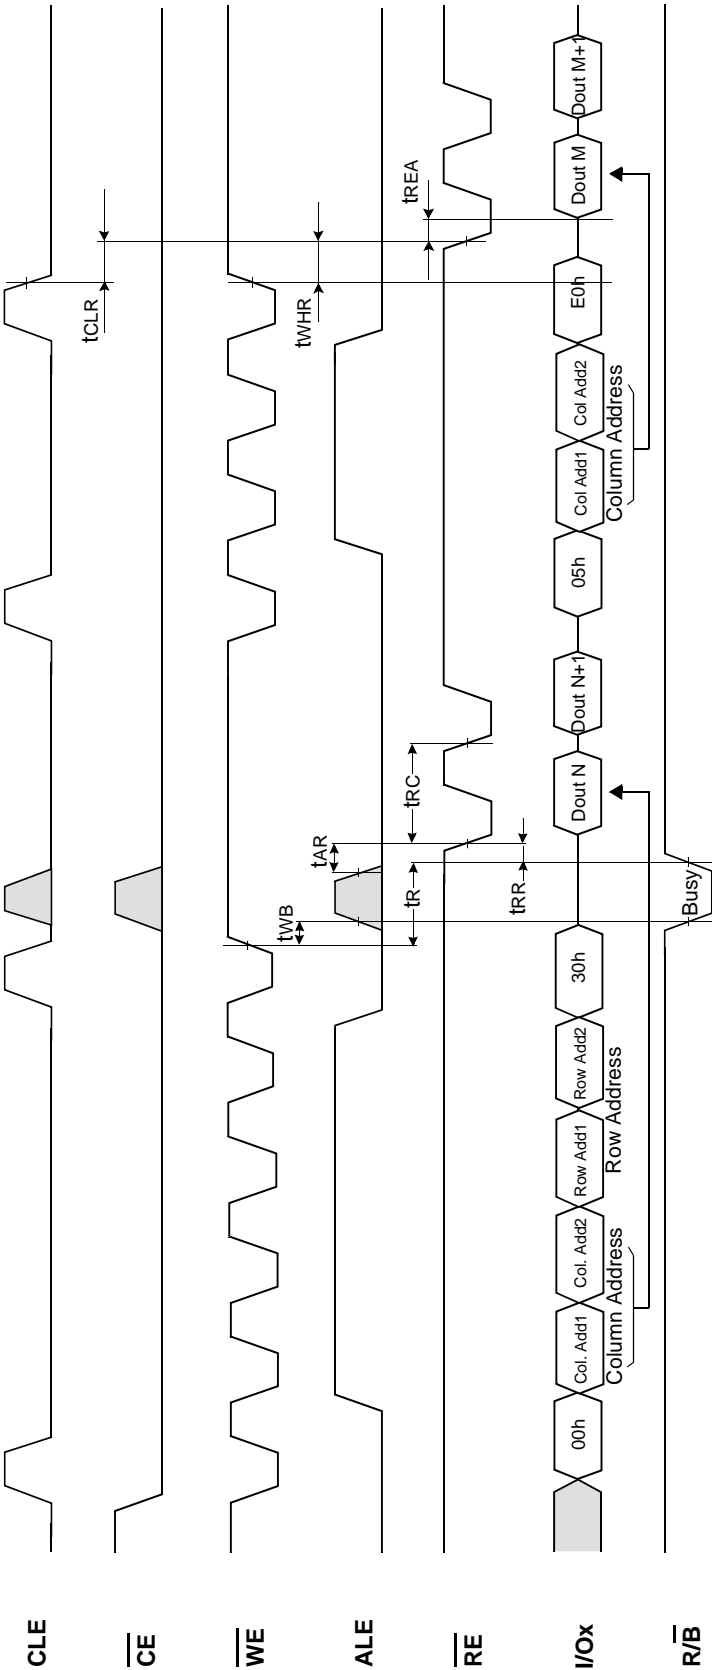 CLE
tCLR
CE
WE
tWB
tWHR
ALE
tAR
tR
RE
tRC
tRR
tREA
I/Ox
00h
Col. Add1
Col. Add2
Row Add1
Row Add2
30h
Dout N
Dout N+1
05h
Col Add1
Col Add2
E0h
Dout M
Dout M+1
Column Address
Row Address
Column Address
R/B
Busy